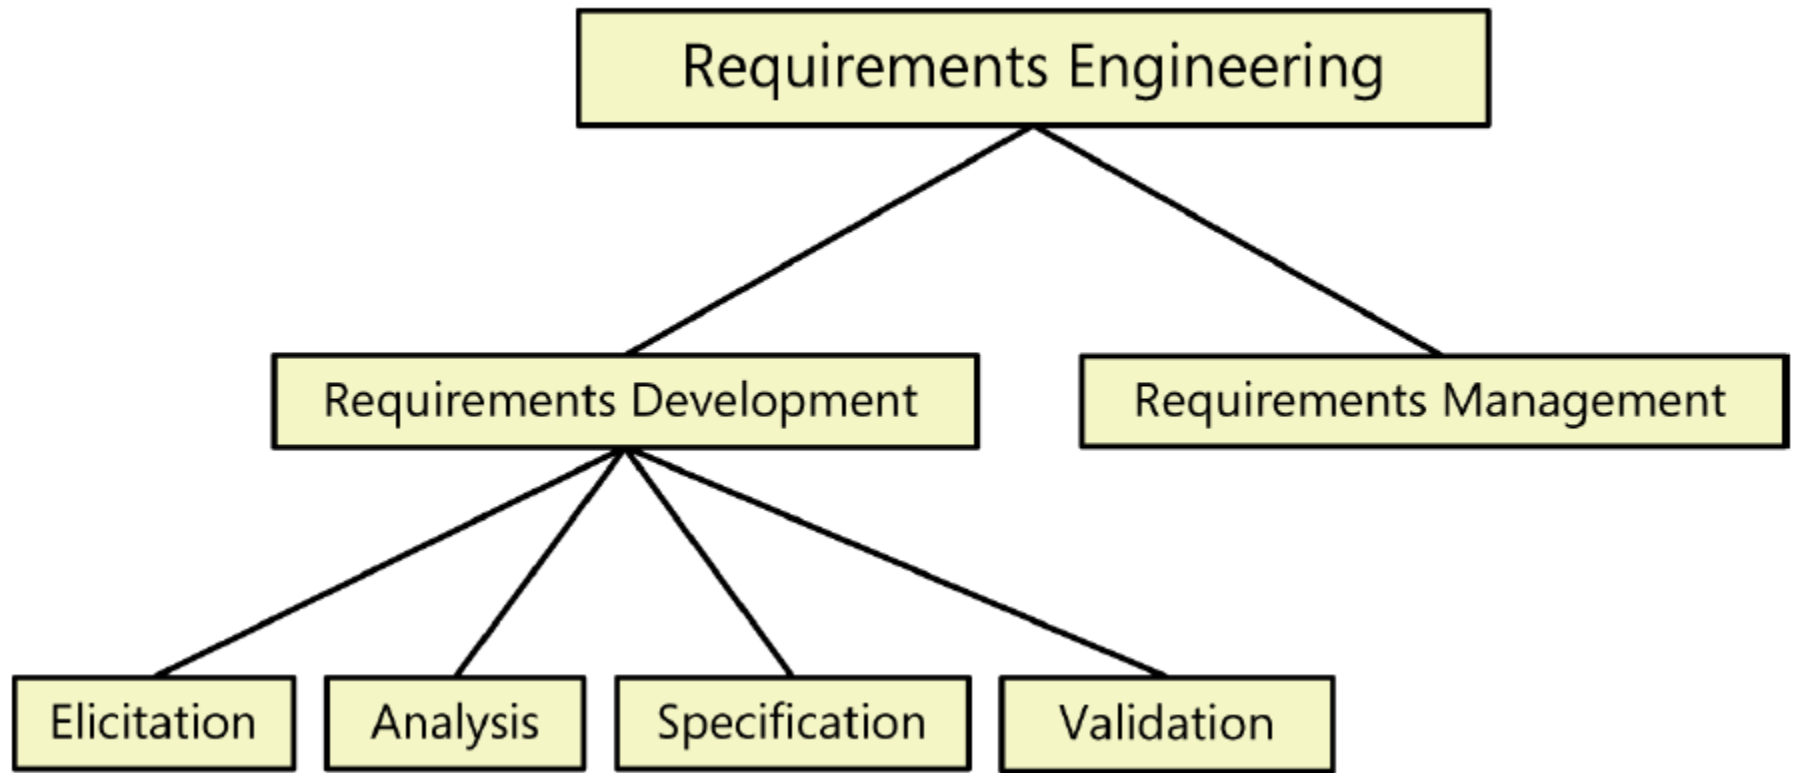 Requirements Engineering
Requirements Development
Requirements Management
Elicitation
Analysis
Specification
Validation